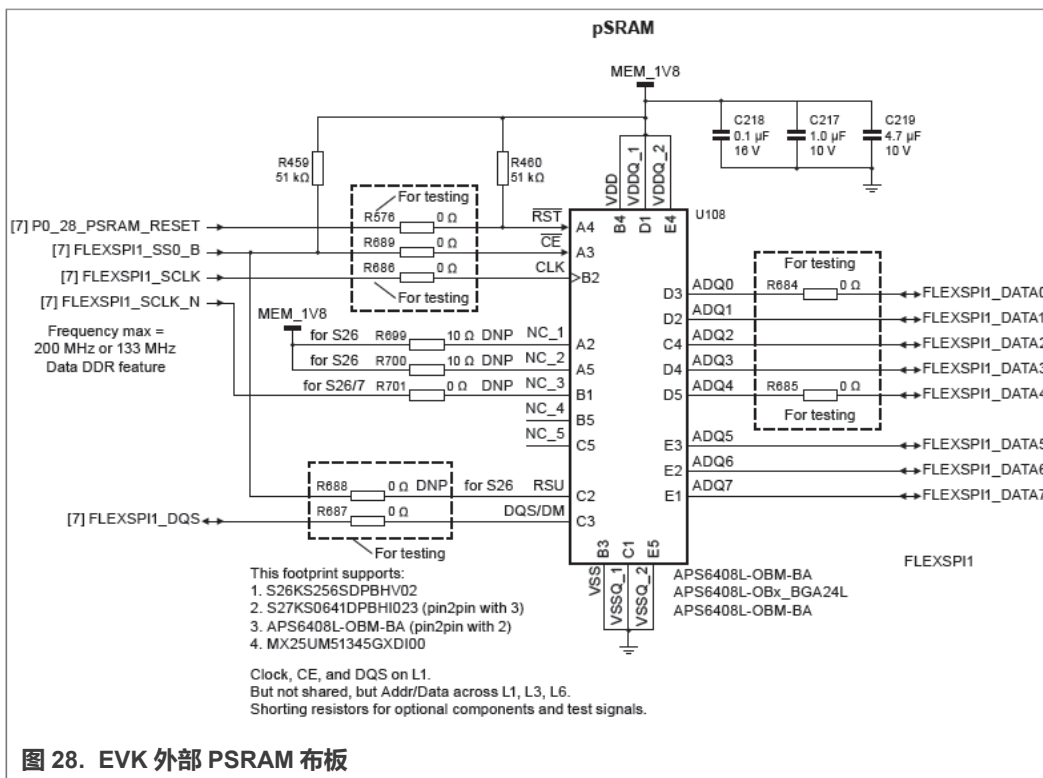 pSRAM
MEM_1V8
C218
0.1 µF
16 V
C217
1.0 µF
10 V
C219
4.7 µF
10 V
R459
51 kΩ
R460
51 kΩ
VDD
VDDQ_1
VDDQ_2
For testing
B4
D1
E4
U108
[7] P0_28_PSRAM_RESET
R576
0 Ω
RST
A4
[7] FLEXSPI1_SS0_B
R689
0 Ω
CE
A3
[7] FLEXSPI1_SCLK
R686
0 Ω
CLK
B2
For testing
[7] FLEXSPI1_SCLK_N
Frequency max =
200 MHz or 133 MHz
Data DDR feature
MEM_1V8
for S26
R699
10 Ω DNP
NC_1
A2
for S26
R700
10 Ω DNP
NC_2
A5
for S26/7
R701
0 Ω DNP
NC_3
B1
NC_4
B5
NC_5
C5
For testing
D3
ADQ0
R684
0 Ω
FLEXSPI1_DATA0
D2
ADQ1
FLEXSPI1_DATA1
C4
ADQ2
FLEXSPI1_DATA2
D4
ADQ3
FLEXSPI1_DATA3
D5
ADQ4
R685
0 Ω
FLEXSPI1_DATA4
For testing
E3
ADQ5
FLEXSPI1_DATA5
E2
ADQ6
FLEXSPI1_DATA6
E1
ADQ7
FLEXSPI1_DATA7
R688
0 Ω DNP
for S26
RSU
C2
[7] FLEXSPI1_DQS
R687
0 Ω
DQS/DM
C3
For testing
B3
C1
E5
VSS
VSSQ_1
VSSQ_2
APS6408L-OBM-BA
APS6408L-OBx_BGA24L
APS6408L-OBM-BA
FLEXSPI1
This footprint supports:
1. S26KS256SDPBHV02
2. S27KS0641DPBHI023 (pin2pin with 3)
3. APS6408L-OBM-BA (pin2pin with 2)
4. MX25UM51345GXDI00
Clock, CE, and DQS on L1.
But not shared, but Addr/Data across L1, L3, L6.
Shorting resistors for optional components and test signals.
图 28. EVK 外部 PSRAM 布板